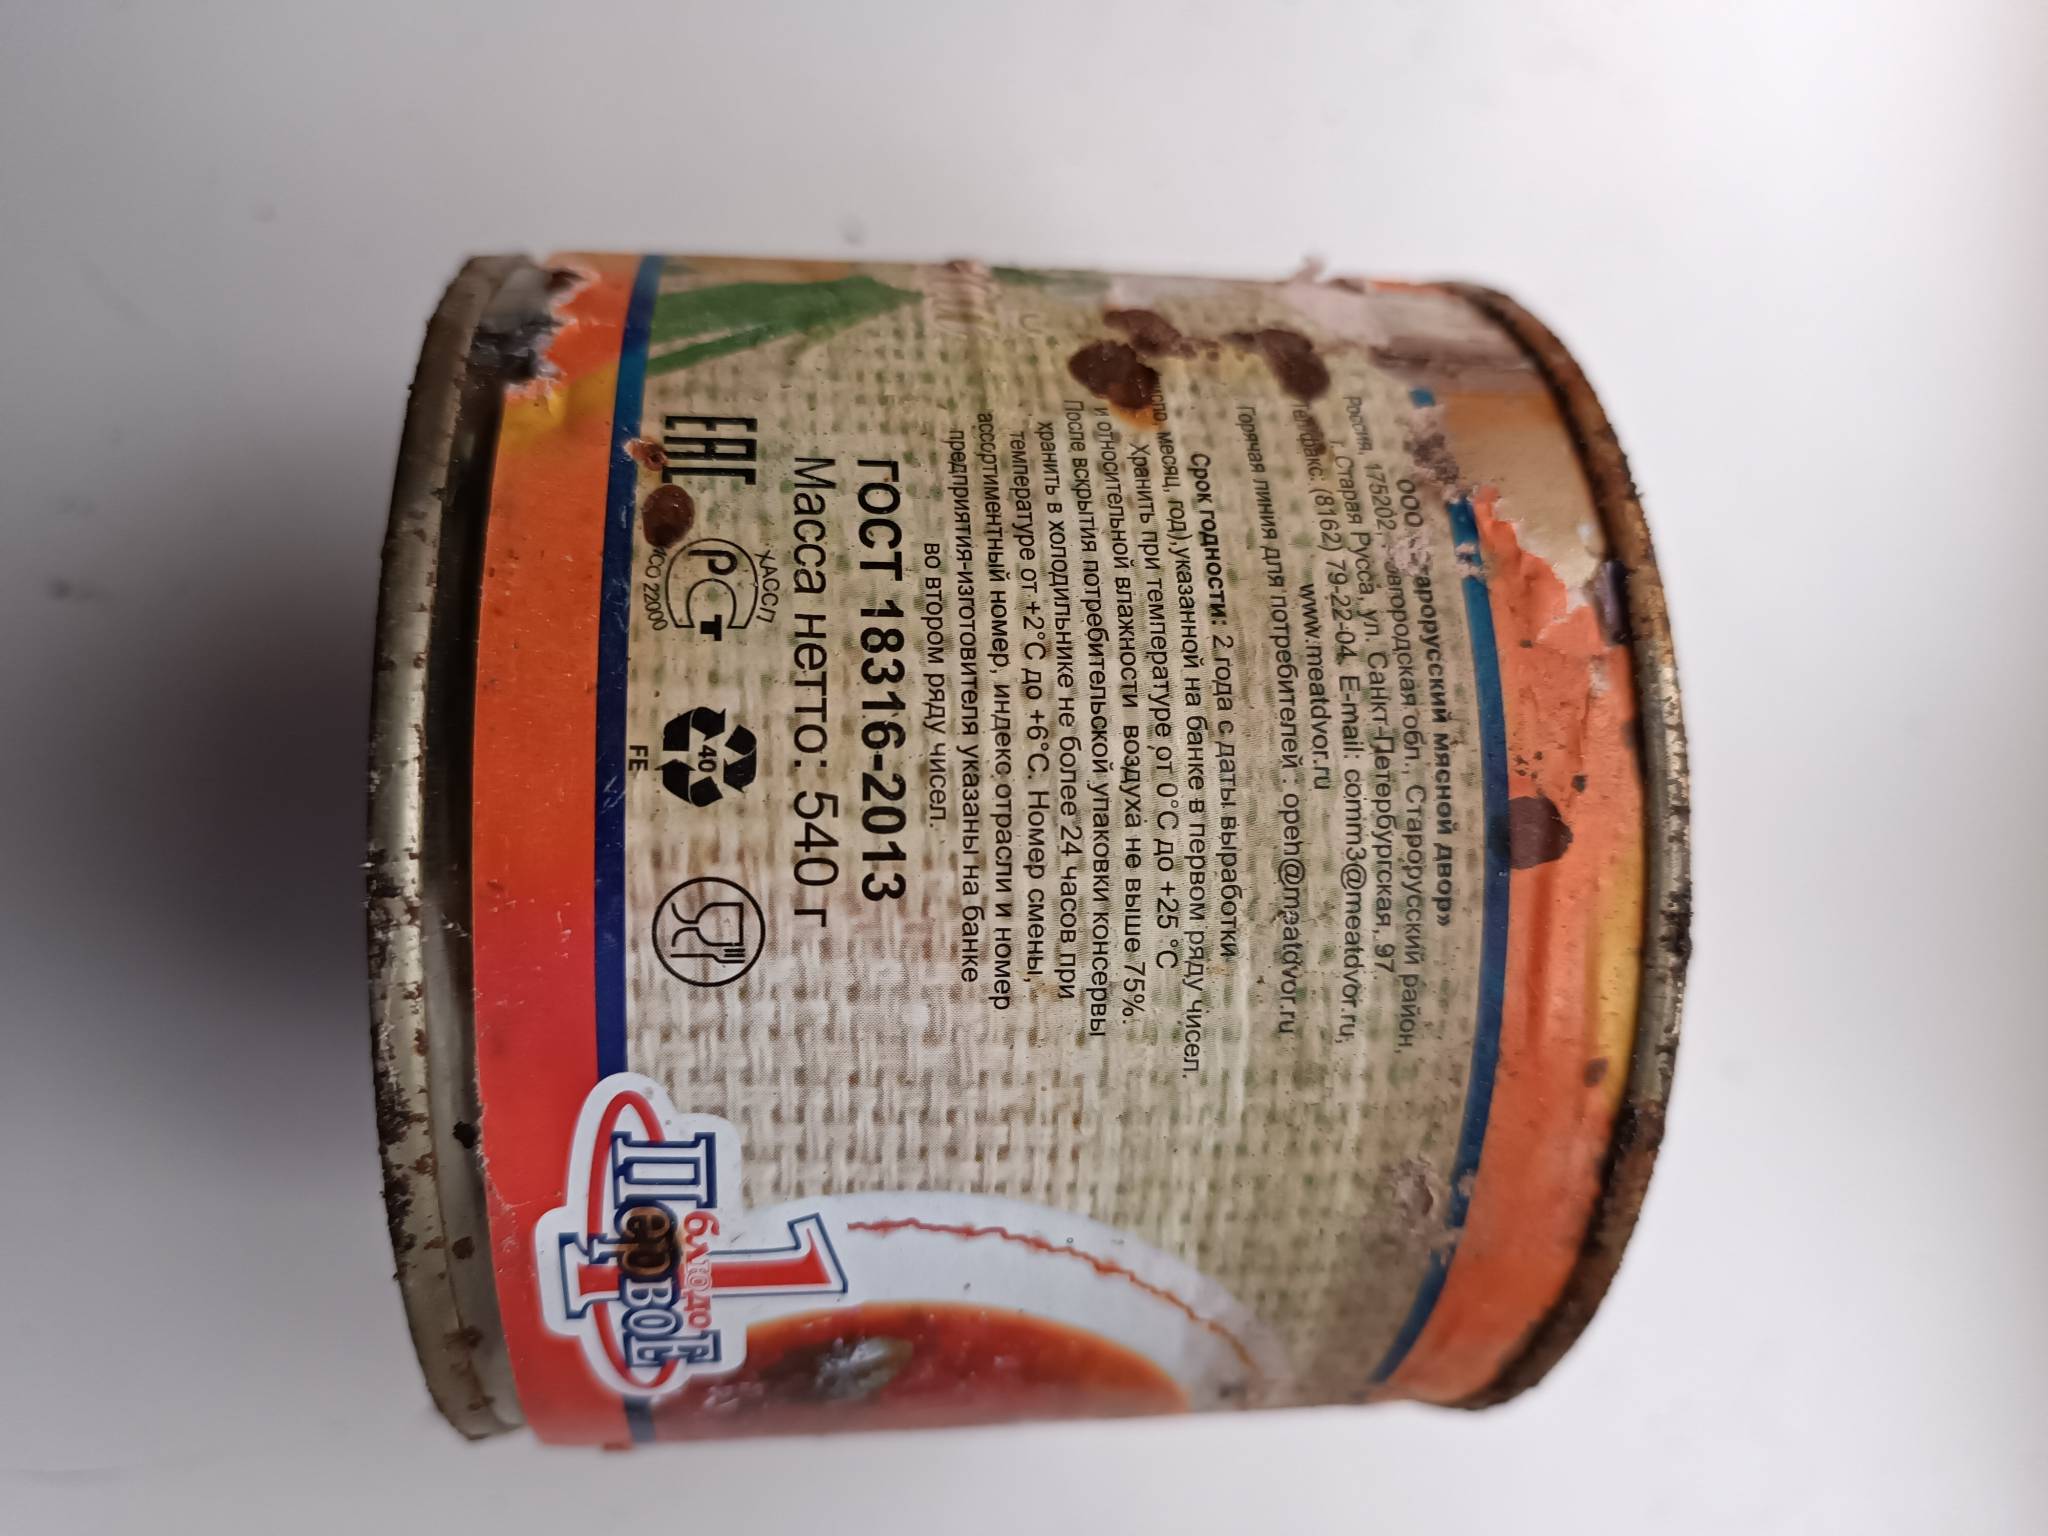 ООО арорусский мясной двор»
Россия, 175202, овгородская обл., Старорусский район,
г. Старая Русса, ул. Санкт-Петербургская, 97
факс: (8162) 79-22-04, E-mail: comm3@meatdvor.ru,
www.meatdvor.ru
Горячая линия для потребителей : open@meatdvor.ru
Срок годности: 2 года с даты выработки
месяц, год),указанной на банке в первом ряду чисел.
Хранить при температуре от 0°С до +25 °С
и относительной влажности воздуха не выше 75%.
После вскрытия потребительской упаковки консервы
хранить в холодильнике не более 24 часов при
температуре от +2°С до +6°С. Номер смены,
ассортиментный номер, индекс отрасли и номер
предприятия-изготовителя указаны на банке
во втором ряду чисел.
ГОСТ 18316-2013
Масса нетто: 540 г
ЕАС
ХАССП
РСТ
ИСО 22000
40
FE
1
блюдо
Первое